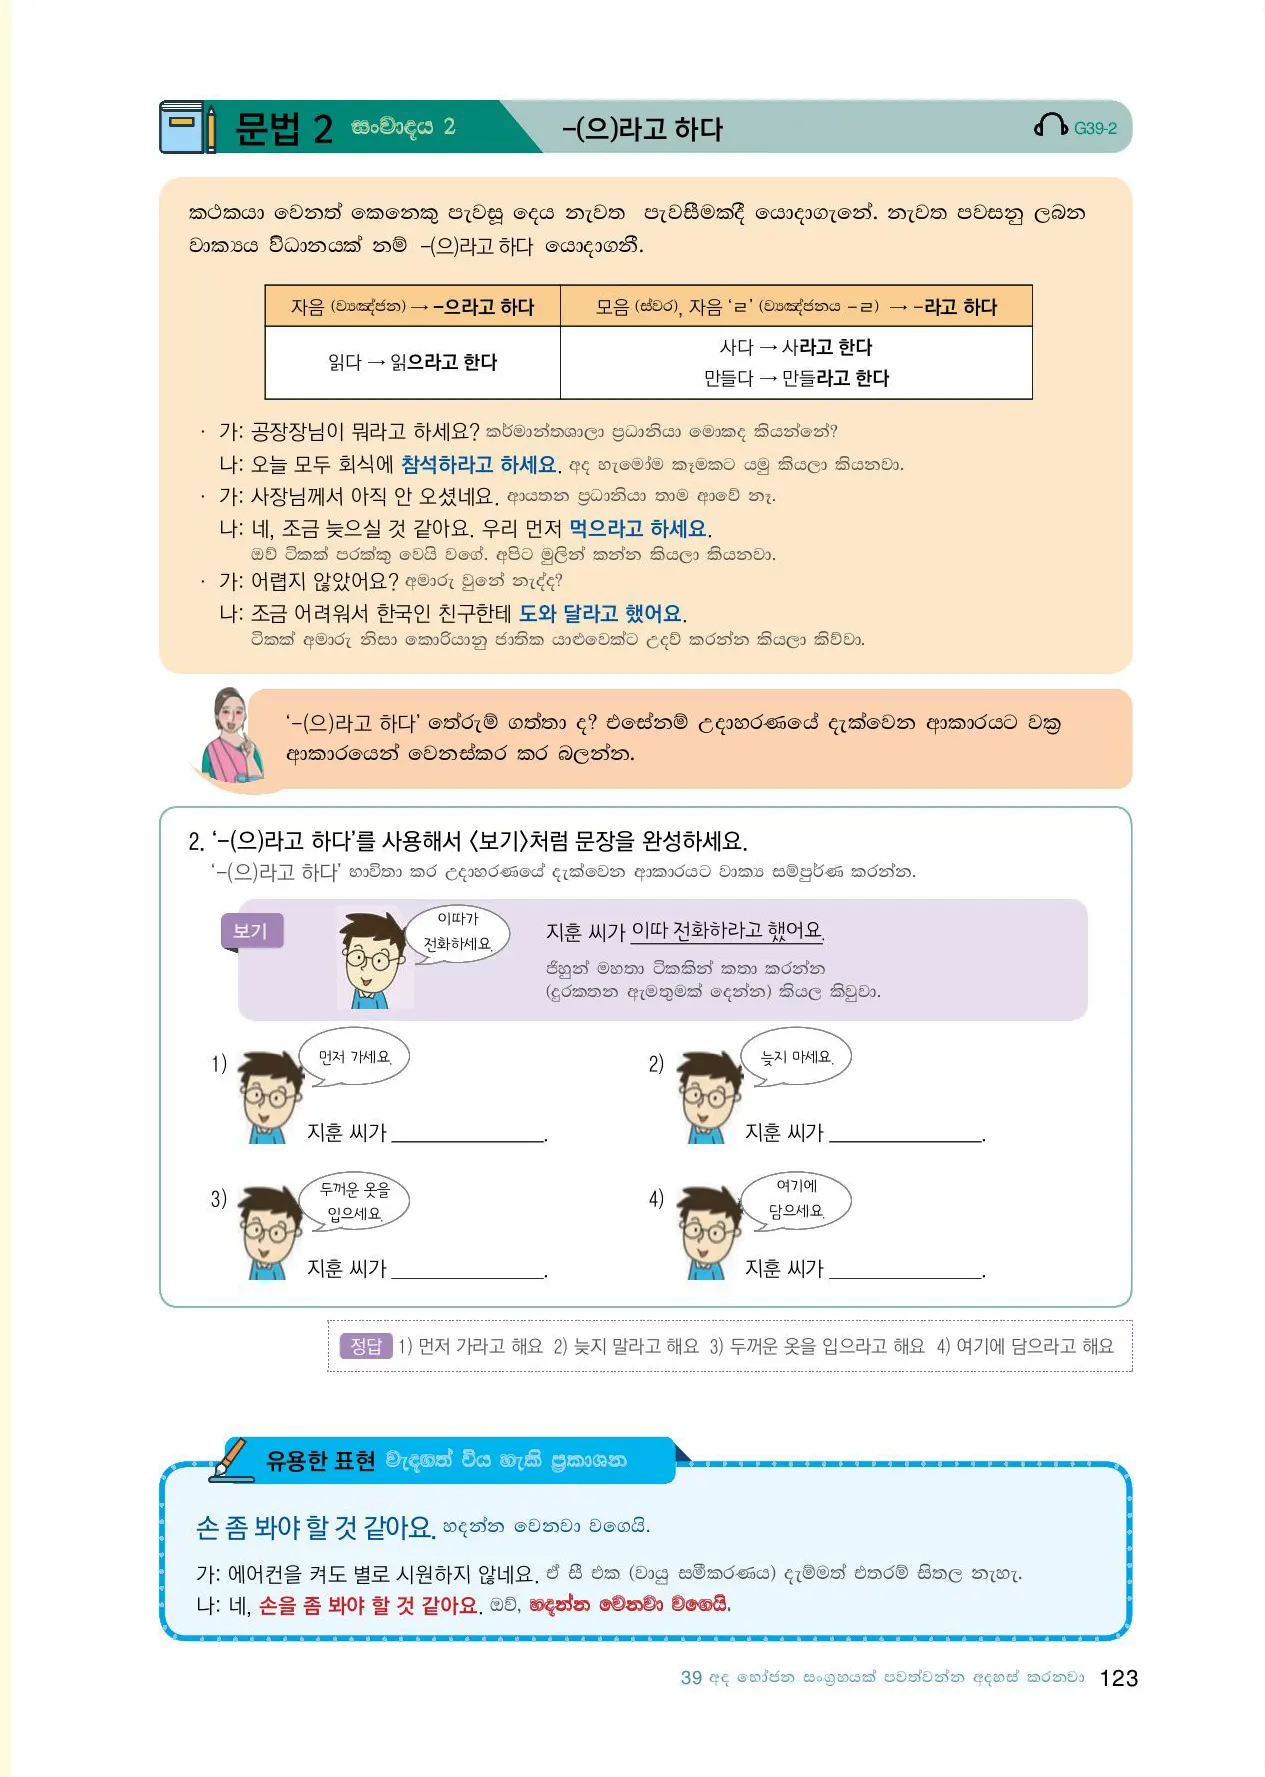 문법 2 සංවාදය 2 -(으)라고 하다 G39-2
කථකයා වෙනත් කෙනෙකු පැවසූ දෙය නැවත පැවසීමකදී යොදාගැනේ. නැවත පවසනු ලබන
වාක්‍යය විධානයක් නම් -(으)라고 하다 යොදාගනී.
자음 (ව්‍යඤ්ජන) → -으라고 하다 모음 (ස්වර), 자음 ‘ㄹ’ (ව්‍යඤ්ජනය -ㄹ) → -라고 하다
읽다 → 읽으라고 한다
사다 → 사라고 한다
만들다 → 만들라고 한다
· 가: 공장장님이 뭐라고 하세요? කර්මාන්තශාලා ප්‍රධානියා මොකද කියන්නේ?
나: 오늘 모두 회식에 참석하라고 하세요. අද හැමෝම කෑමකට යමු කියලා කියනවා.
· 가: 사장님께서 아직 안 오셨네요. ආයතන ප්‍රධානියා තාම ආවේ නෑ.
나: 네, 조금 늦으실 것 같아요. 우리 먼저 먹으라고 하세요.
ඔව් ටිකක් පරක්කු වෙයි වගේ. අපිට මුලින් කන්න කියලා කියනවා.
· 가: 어렵지 않았어요? අමාරු වුනේ නැද්ද?
나: 조금 어려워서 한국인 친구한테 도와 달라고 했어요.
ටිකක් අමාරු නිසා කොරියානු ජාතික යාළුවෙක්ට උදව් කරන්න කියලා කිව්වා.
‘-(으)라고 하다’ තේරුම් ගත්තා ද? එසේනම් උදාහරණයේ දැක්වෙන ආකාරයට වක්‍ර
ආකාරයෙන් වෙනස්කර කර බලන්න.
2. ‘-(으)라고 하다’를 사용해서 〈보기〉처럼 문장을 완성하세요.
‘-(으)라고 하다’ භාවිතා කර උදාහරණයේ දැක්වෙන ආකාරයට වාක්‍ය සම්පූර්ණ කරන්න.
보기
이따가
전화하세요.
지훈 씨가 이따 전화하라고 했어요.
ජිහුන් මහතා ටිකකින් කතා කරන්න
(දුරකතන ඇමතුමක් දෙන්න) කියල කිවුවා.
1) 먼저 가세요.
지훈 씨가 ______________.
2) 늦지 마세요.
지훈 씨가 ______________.
3) 두꺼운 옷을
입으세요.
지훈 씨가 ______________.
4) 여기에
담으세요.
지훈 씨가 ______________.
정답 1) 먼저 가라고 해요 2) 늦지 말라고 해요 3) 두꺼운 옷을 입으라고 해요 4) 여기에 담으라고 해요
유용한 표현 වැදගත් විය හැකි ප්‍රකාශන
손 좀 봐야 할 것 같아요. හදන්න වෙනවා වගෙයි.
가: 에어컨을 켜도 별로 시원하지 않네요. ඒ සී එක (වායු සමීකරණය) දැම්මත් එතරම් සිතල නැහැ.
나: 네, 손을 좀 봐야 할 것 같아요. ඔව්, හදන්න වෙනවා වගෙයි.
39 අද භෝජන සංග්‍රහයක් පවත්වන්න අදහස් කරනවා 123